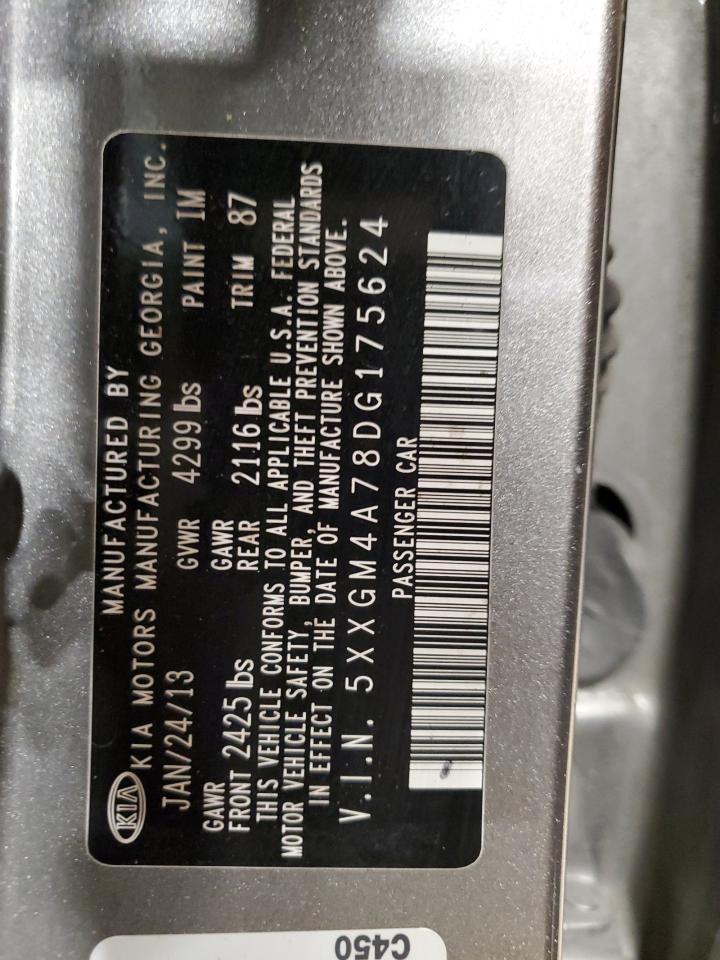 MANUFACTURED BY
KIA KIA MOTORS MANUFACTURING GEORGIA, INC.
JAN/24/13 GVWR 4299 lbs PAINT IM
GAWR GAWR
FRONT 2425 lbs REAR 2116 lbs TRIM 87
THIS VEHICLE CONFORMS TO ALL APPLICABLE U.S.A. FEDERAL
MOTOR VEHICLE SAFETY, BUMPER, AND THEFT PREVENTION STANDARDS
IN EFFECT ON THE DATE OF MANUFACTURE SHOWN ABOVE.
V.I.N. 5XXGM4A78DG175624
PASSENGER CAR
C450